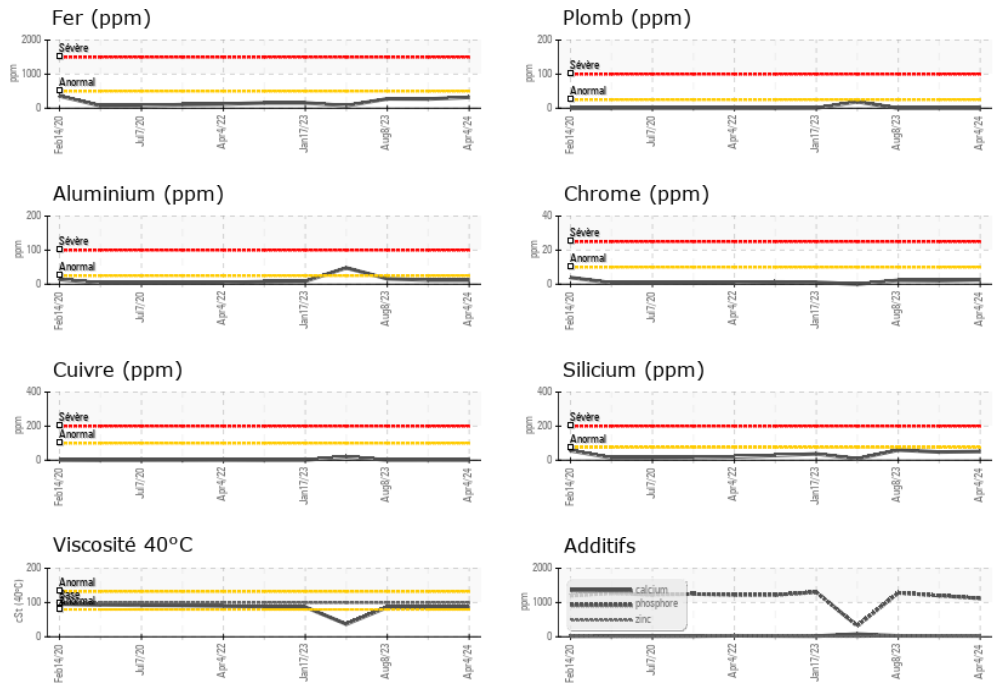 Fer (ppm)
2000
1000
0
ppm
Sévère
Anormal
Feb14/20
Jul7/20
Apr4/22
Jan17/23
Aug8/23
Apr4/24
Plomb (ppm)
200
100
0
ppm
Sévère
Anormal
Feb14/20
Jul7/20
Apr4/22
Jan17/23
Aug8/23
Apr4/24
Aluminium (ppm)
200
100
0
ppm
Sévère
Anormal
Feb14/20
Jul7/20
Apr4/22
Jan17/23
Aug8/23
Apr4/24
Chrome (ppm)
40
20
0
ppm
Sévère
Anormal
Feb14/20
Jul7/20
Apr4/22
Jan17/23
Aug8/23
Apr4/24
Cuivre (ppm)
400
200
0
ppm
Sévère
Anormal
Feb14/20
Jul7/20
Apr4/22
Jan17/23
Aug8/23
Apr4/24
Silicium (ppm)
400
200
0
ppm
Sévère
Anormal
Feb14/20
Jul7/20
Apr4/22
Jan17/23
Aug8/23
Apr4/24
Viscosité 40°C
200
100
0
cSt (40°C)
Anormal
Base
Anormal
Feb14/20
Jul7/20
Apr4/22
Jan17/23
Aug8/23
Apr4/24
Additifs
2000
1000
0
ppm
calcium
phosphore
zinc
Feb14/20
Jul7/20
Apr4/22
Jan17/23
Aug8/23
Apr4/24